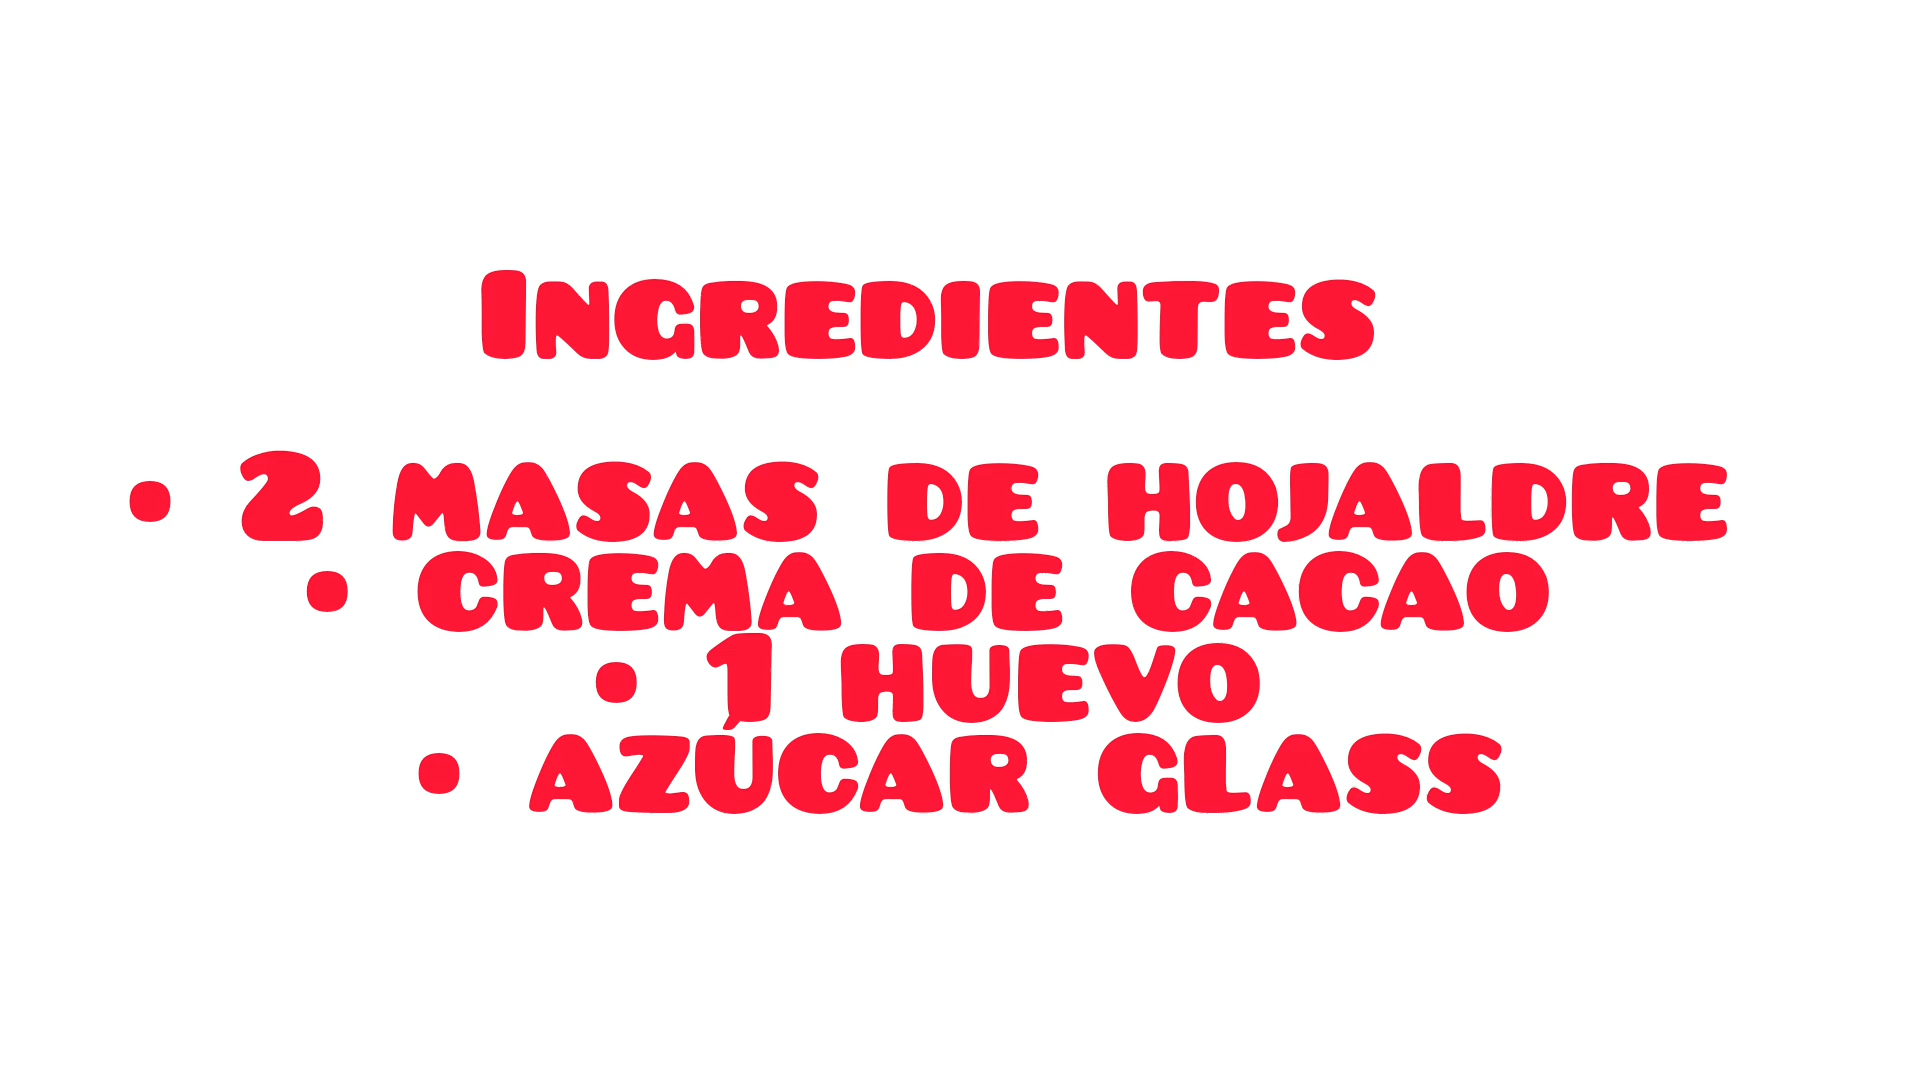 Ingredientes
• 2 masas de hojaldre
• crema de cacao
• 1 huevo
• azúcar glass